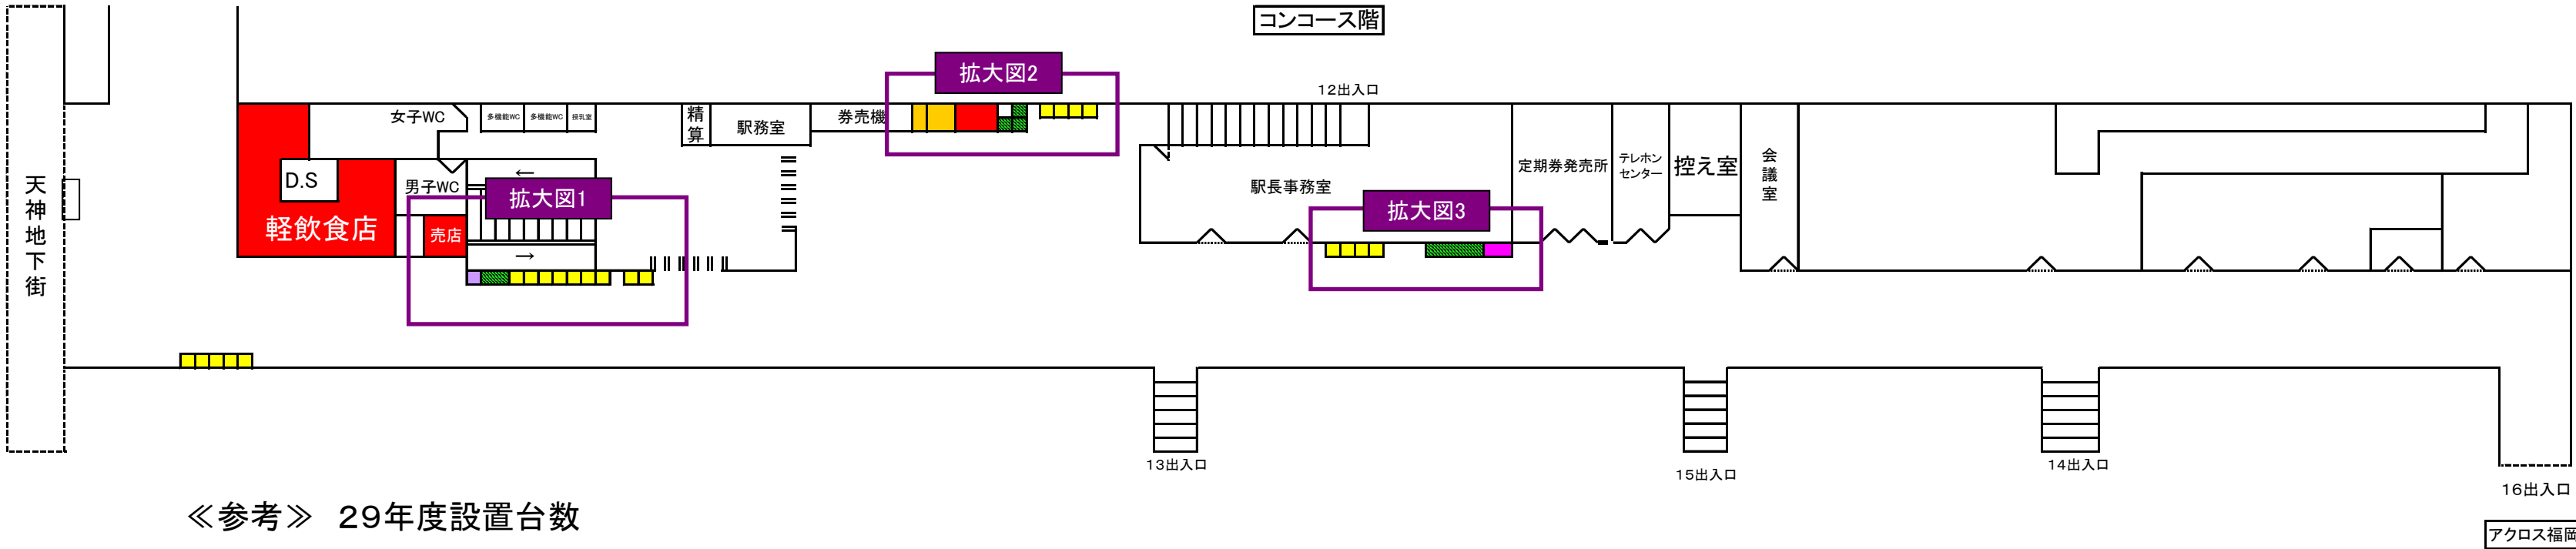 コンコース階
拡大図2
12出入口
女子WC
多機能WC
多機能WC
授乳室
精算
駅務室
券売機
天神地下街
D.S
男子WC
←
拡大図1
軽飲食店
売店
→
駅長事務室
拡大図3
定期券発売所
テレホン
センター
控え室
会議室
13出入口
15出入口
14出入口
16出入口
≪参考≫ 29年度設置台数
アクロス福岡